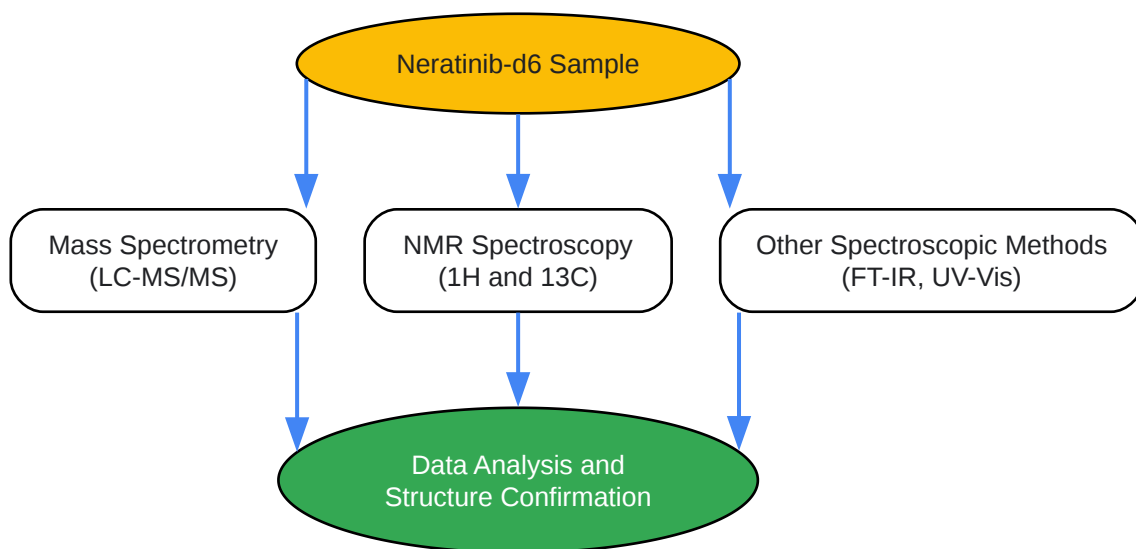 Neratinib-d6 Sample
Mass Spectrometry
(LC-MS/MS)
NMR Spectroscopy
(1H and 13C)
Other Spectroscopic Methods
(FT-IR, UV-Vis)
Data Analysis and
Structure Confirmation